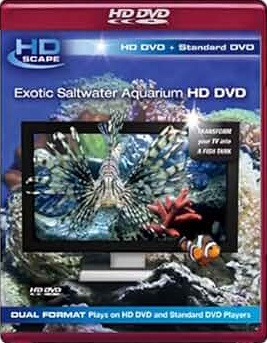 HD DVD
HD
SCAPE
HD DVD + Standard DVD
Exotic Saltwater Aquarium HD DVD
TRANSFORM
your TV into
A FISH TANK
HD DVD
DUAL FORMAT Plays on HD DVD and Standard DVD Players